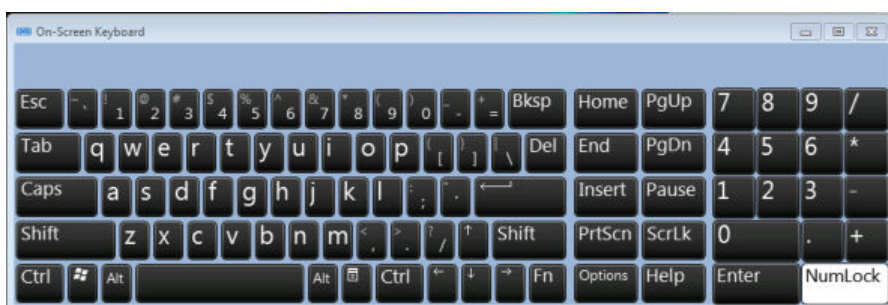 On-Screen Keyboard
Esc ~ ` ! 1 @ 2 # 3 $ 4 % 5 ^ 6 & 7 * 8 ( 9 ) 0 _ - + = Bksp Home PgUp 7 8 9 /
Tab q w e r t y u i o p { [ } ] | \ Del End PgDn 4 5 6 *
Caps a s d f g h j k l : ; " ' Insert Pause 1 2 3 -
Shift z x c v b n m < , > . ? / ↑ Shift PrtScn ScrLk 0 . +
Ctrl Alt Alt Ctrl ← ↓ → Fn Options Help Enter NumLock